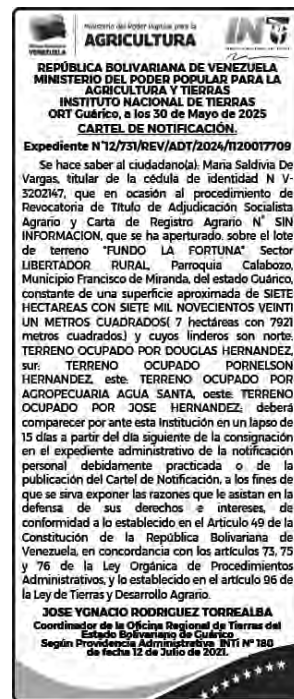 Ministerio del Poder Popular para la
AGRICULTURA
VENEZUELA
REPÚBLICA BOLIVARIANA DE VENEZUELA
MINISTERIO DEL PODER POPULAR PARA LA
AGRICULTURA Y TIERRAS
INSTITUTO NACIONAL DE TIERRAS
ORT Guárico, a los 30 de Mayo de 2025
CARTEL DE NOTIFICACIÓN.
Expediente N°12/731/REV/ADT/2024/1120017709
Se hace saber al ciudadano(a): Maria Saldivia De
Vargas, titular de la cédula de identidad N V-
3202147, que en ocasión al procedimiento de
Revocatoria de Título de Adjudicación Socialista
Agrario y Carta de Registro Agrario N° SIN
INFORMACION, que se ha aperturado, sobre el lote
de terreno "FUNDO LA FORTUNA" Sector
LIBERTADOR RURAL, Parroquia Calabozo,
Municipio Francisco de Miranda, del estado Guárico,
constante de una superficie aproximada de SIETE
HECTAREAS CON SIETE MIL NOVECIENTOS VEINTI
UN METROS CUADRADOS( 7 hectáreas con 7921
metros cuadrados) y cuyos linderos son norte:
TERRENO OCUPADO POR DOUGLAS HERNANDEZ,
sur: TERRENO OCUPADO PORNELSON
HERNANDEZ, este: TERRENO OCUPADO POR
AGROPECUARIA AGUA SANTA, oeste: TERRENO
OCUPADO POR JOSE HERNANDEZ; deberá
comparecer por ante esta Institución en un lapso de
15 días a partir del día siguiente de la consignación
en el expediente administrativo de la notificación
personal debidamente practicada o de la
publicación del Cartel de Notificación, a los fines de
que se sirva exponer las razones que le asistan en la
defensa de sus derechos e intereses, de
conformidad a lo establecido en el Articulo 49 de la
Constitución de la República Bolivariana de
Venezuela, en concordancia con los artículos 73, 75
y 76 de la Ley Orgánica de Procedimientos
Administrativos, y lo establecido en el artículo 96 de
la Ley de Tierras y Desarrollo Agrario.
JOSE YGNACIO RODRIGUEZ TORREALBA
Coordinador de la Oficina Regional de Tierras del
Estado Bolivariano de Guárico
Según Providencia Administrativa INTi N° 180
de fecha 12 de Julio de 2021.